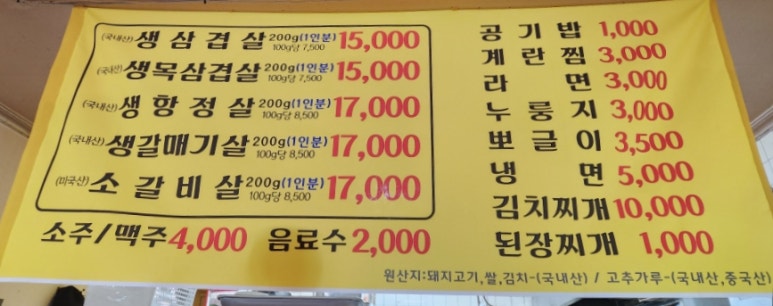 (국내산) 생삼겹살 200g(1인분) 15,000
100g당 7,500
(국내산) 생목삼겹살 200g(1인분) 15,000
100g당 7,500
(국내산) 생항정살 200g(1인분) 17,000
100g당 8,500
(국내산) 생갈매기살 200g(1인분) 17,000
100g당 8,500
(미국산) 소갈비살 200g(1인분) 17,000
100g당 8,500
소주/맥주 4,000 음료수 2,000
공기밥 1,000
계란찜 3,000
라면 3,000
누룽지 3,000
뽀글이 3,500
냉면 5,000
김치찌개 10,000
된장찌개 1,000
원산지:돼지고기,쌀,김치-(국내산) / 고추가루-(국내산,중국산)